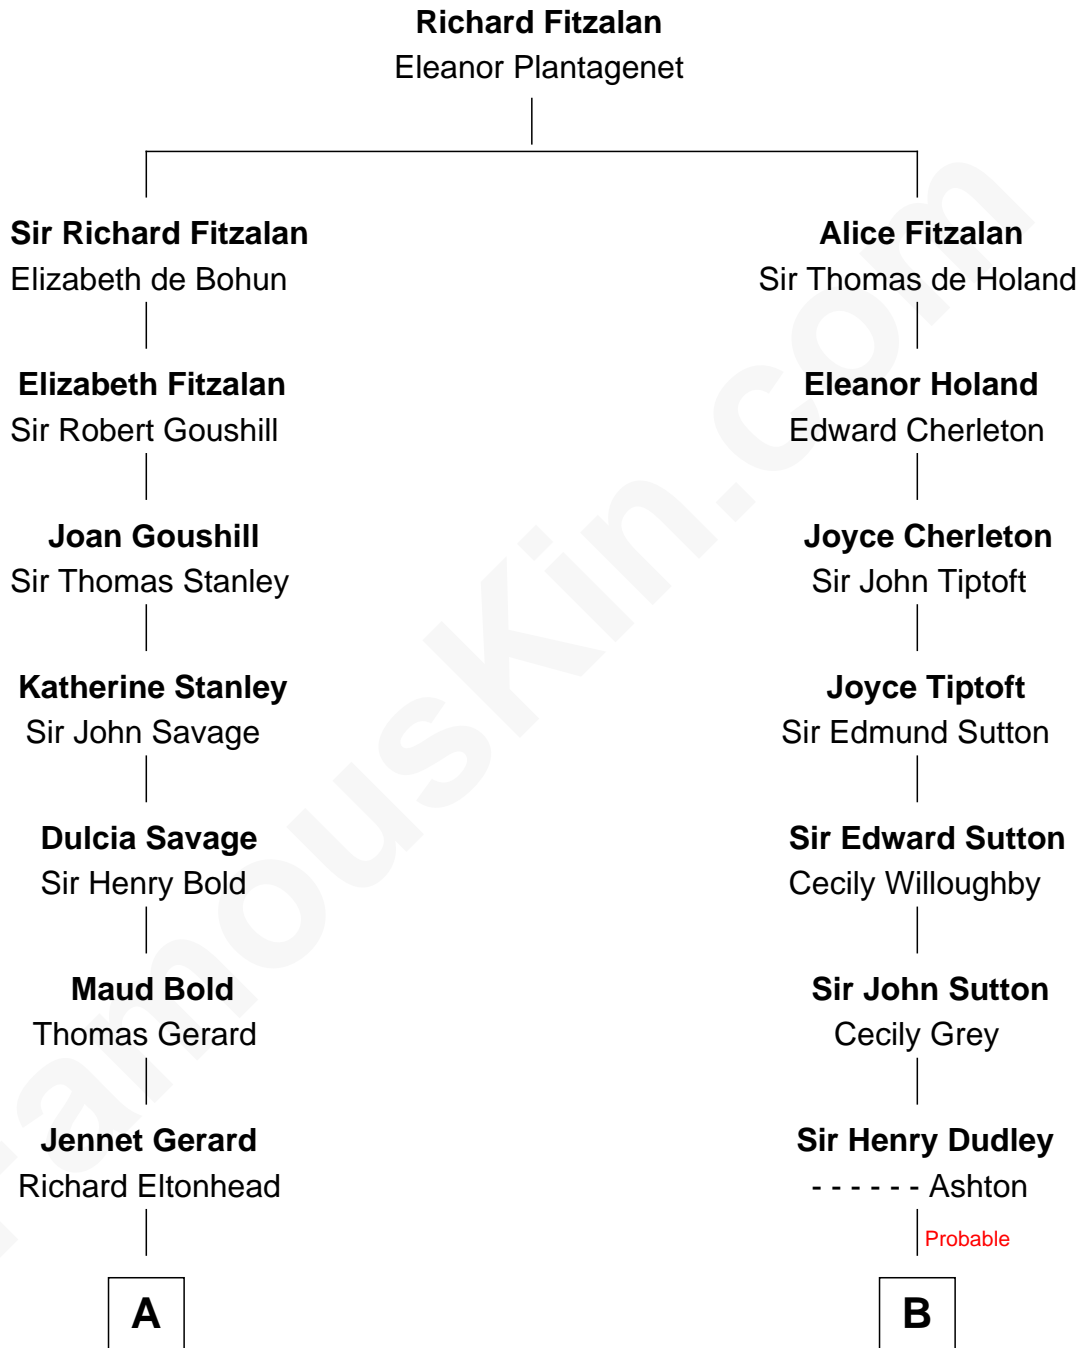 Richard Fitzalan
Eleanor Plantagenet
Sir Richard Fitzalan
Elizabeth de Bohun
Alice Fitzalan
Sir Thomas de Holand
Elizabeth Fitzalan
Sir Robert Goushill
Eleanor Holand
Edward Cherleton
Joan Goushill
Sir Thomas Stanley
Joyce Cherleton
Sir John Tiptoft
Katherine Stanley
Sir John Savage
Joyce Tiptoft
Sir Edmund Sutton
Dulcia Savage
Sir Henry Bold
Sir Edward Sutton
Cecily Willoughby
Maud Bold
Thomas Gerard
Sir John Sutton
Cecily Grey
Jennet Gerard
Richard Eltonhead
Sir Henry Dudley
- - - - - - Ashton
Probable
A
B
FamousKin.com